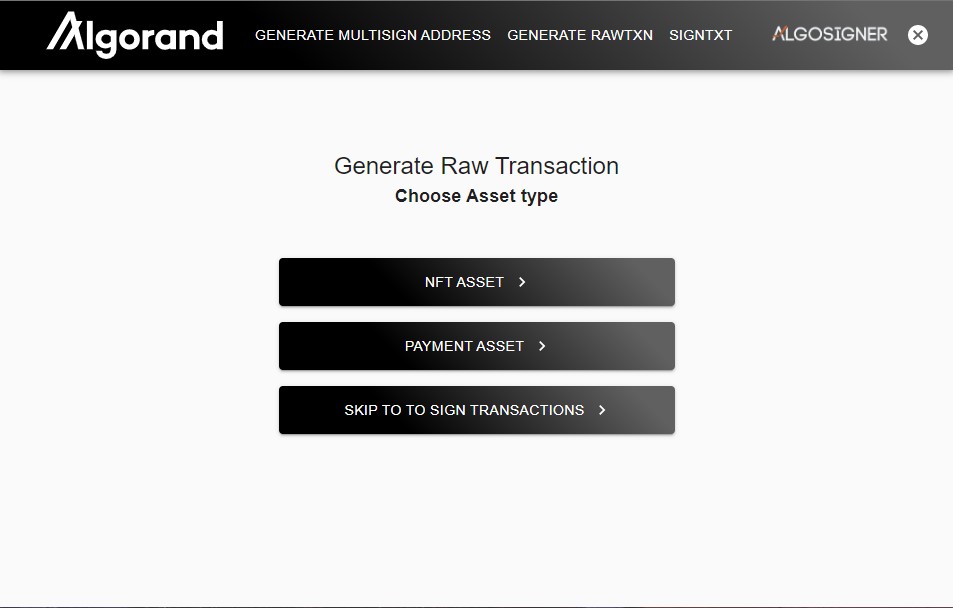 Algorand GENERATE MULTISIGN ADDRESS GENERATE RAWTXN SIGNTXT ALGOSIGNER
Generate Raw Transaction
Choose Asset type
NFT ASSET
PAYMENT ASSET
SKIP TO TO SIGN TRANSACTIONS